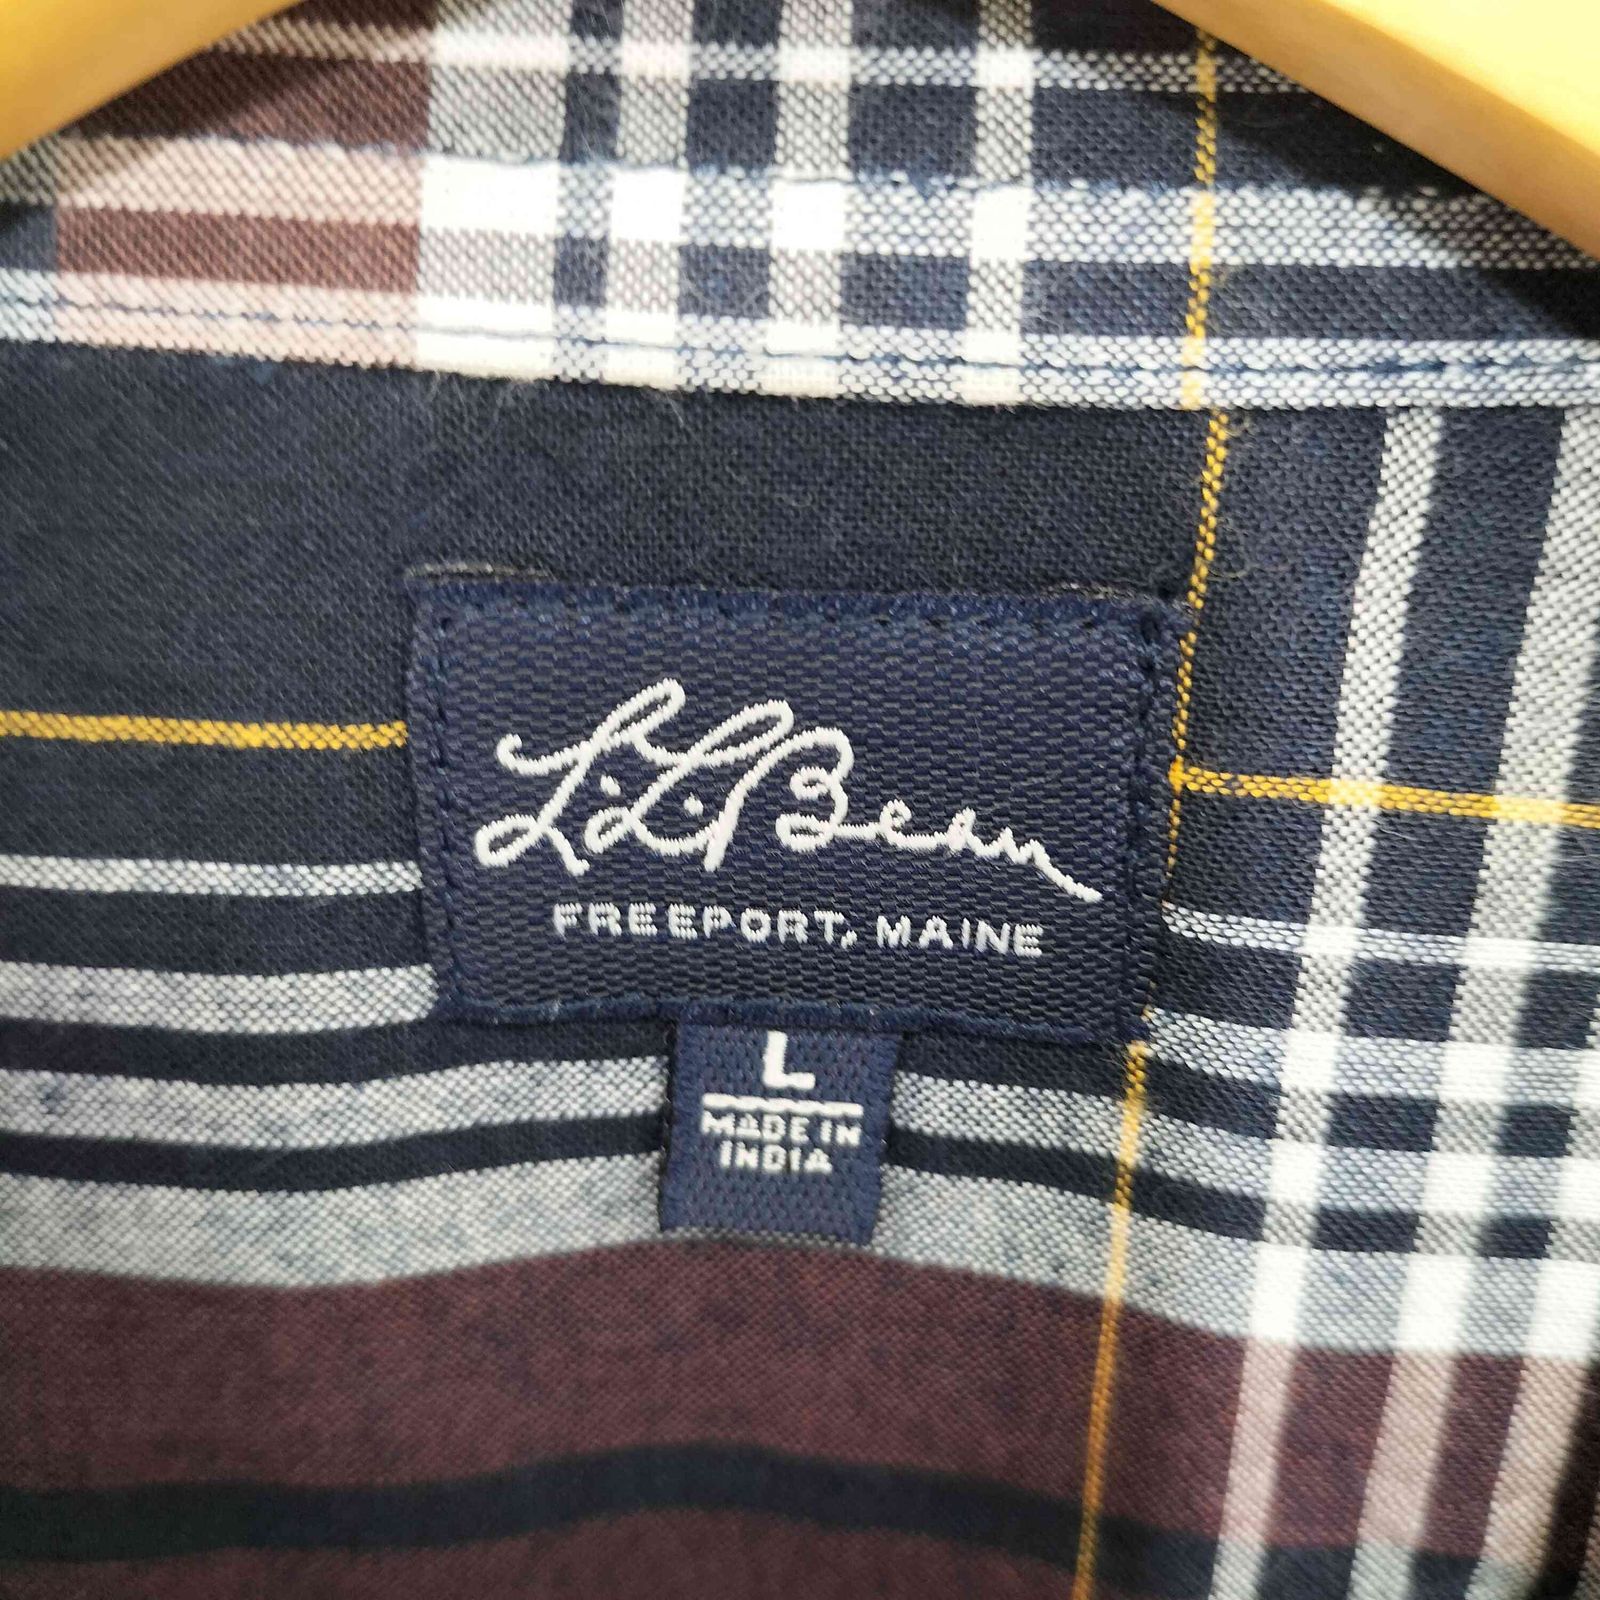 L.L.Bean
FREEPORT, MAINE
L
MADE IN
INDIA